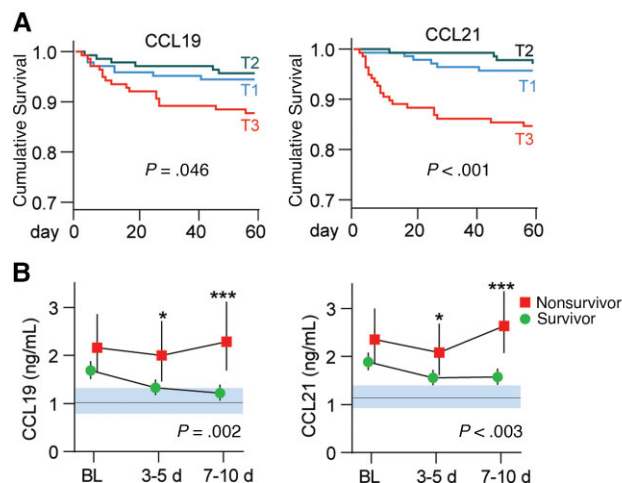 A
CCL19
CCL21
Cumulative Survival
1.0
0.9
1.0
0.7
T2
T1
T3
P = .046
day
0
20
40
60
Cumulative Survival
1.0
0.9
1.0
0.7
T2
T1
T3
P < .001
day
0
20
40
60
B
CCL19 (ng/mL)
3
2
1
0
*
***
P = .002
BL
3-5 d
7-10 d
CCL21 (ng/mL)
3
2
1
0
*
***
P < .003
BL
3-5 d
7-10 d
Nonsurvivor
Survivor